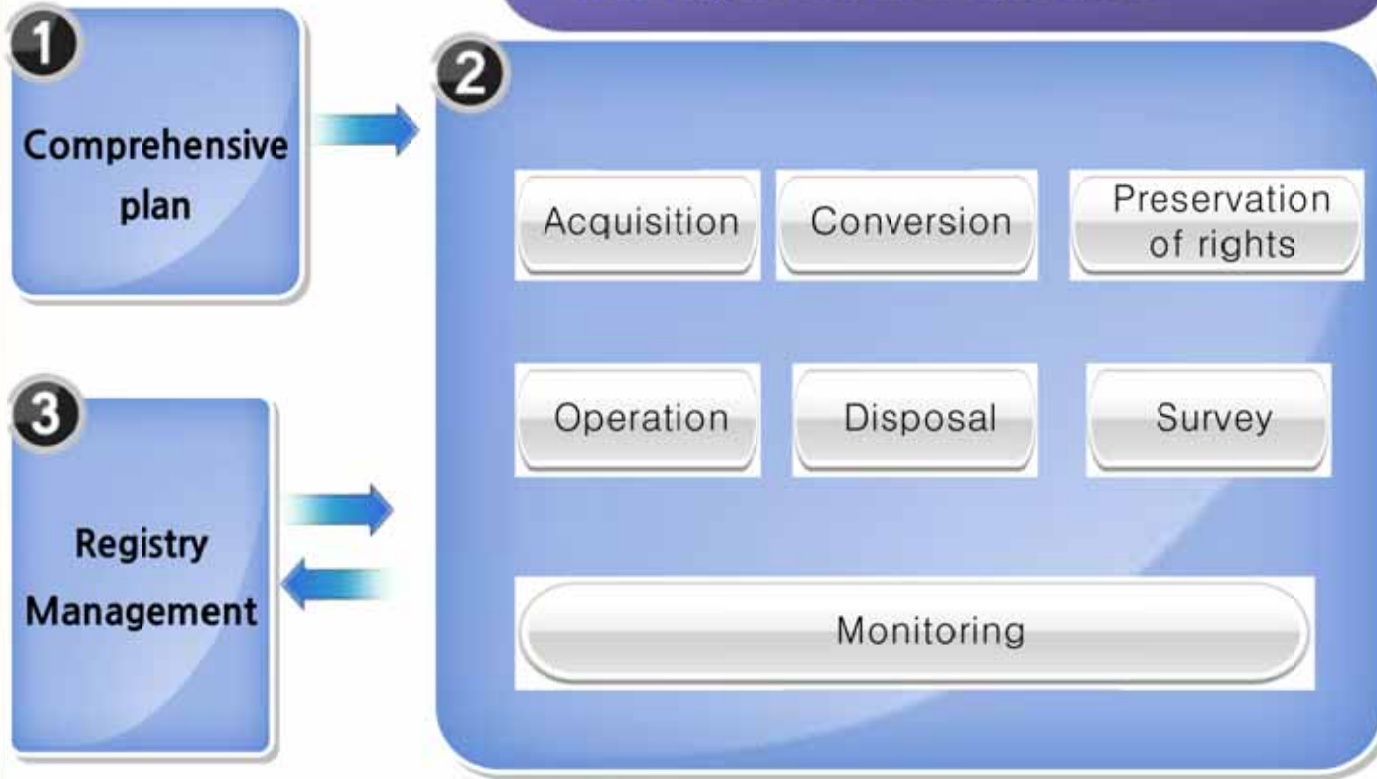 1
Comprehensive
plan
2
Acquisition
Conversion
Preservation
of rights
Operation
Disposal
Survey
Monitoring
3
Registry
Management